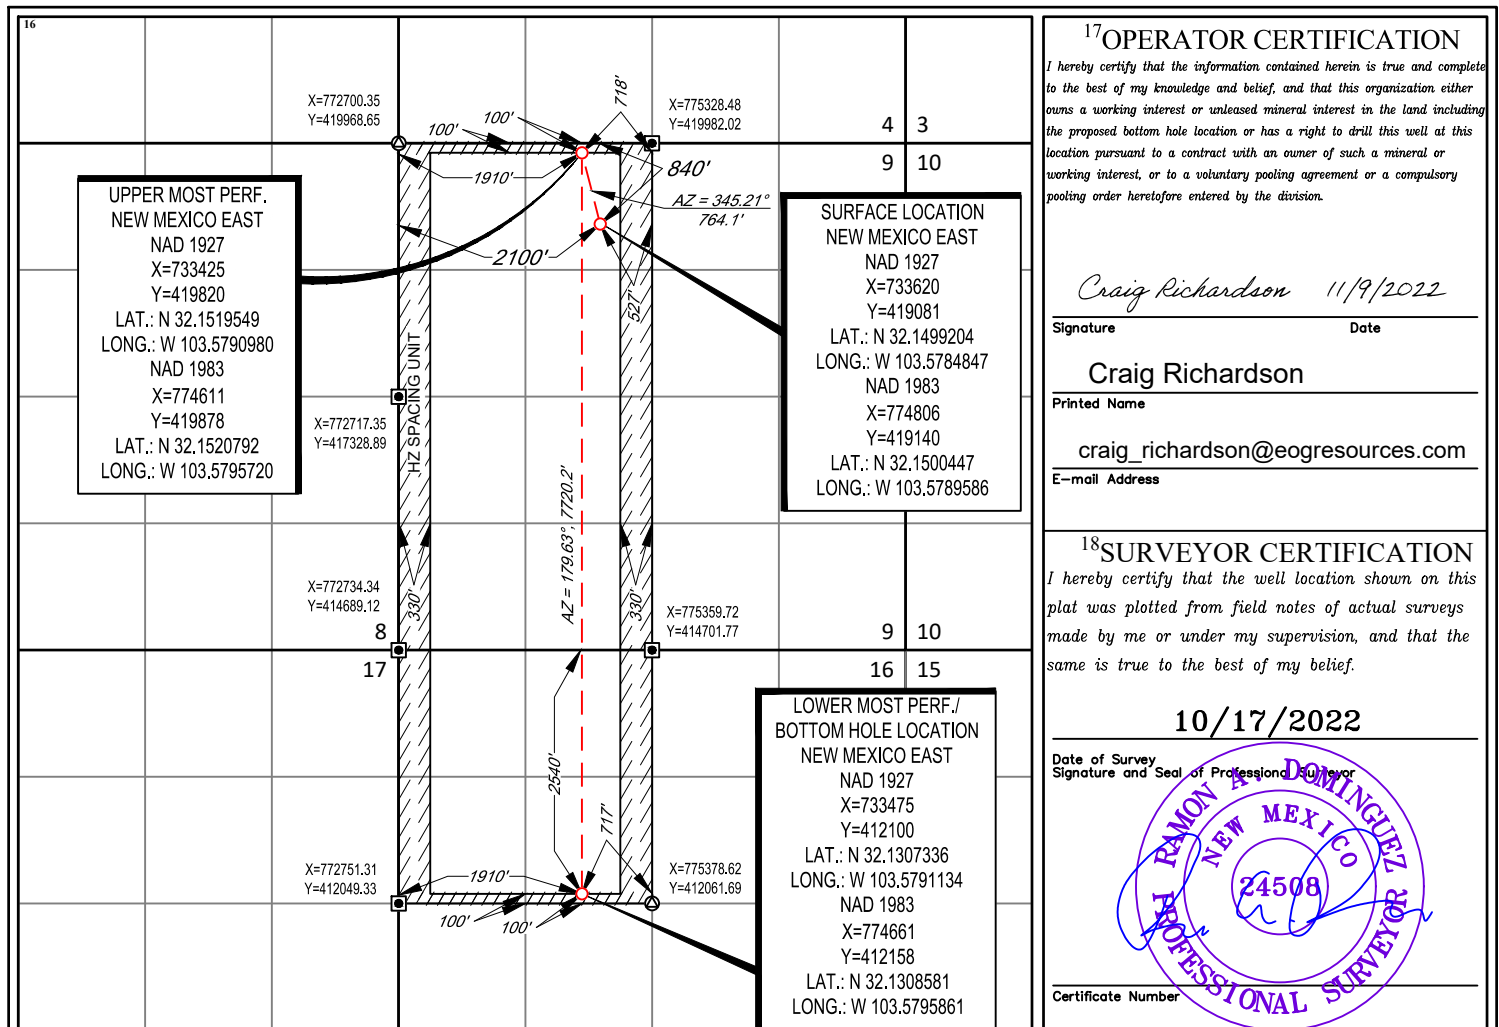 16
X=772700.35
Y=419968.65
100'
100'
718'
X=775328.48
Y=419982.02
4 3
9 10
1910'
840'
AZ = 345.21°
764.1'
2100'
527'
UPPER MOST PERF.
NEW MEXICO EAST
NAD 1927
X=733425
Y=419820
LAT.: N 32.1519549
LONG.: W 103.5790980
NAD 1983
X=774611
Y=419878
LAT.: N 32.1520792
LONG.: W 103.5795720
SURFACE LOCATION
NEW MEXICO EAST
NAD 1927
X=733620
Y=419081
LAT.: N 32.1499204
LONG.: W 103.5784847
NAD 1983
X=774806
Y=419140
LAT.: N 32.1500447
LONG.: W 103.5789586
HZ SPACING UNIT
X=772717.35
Y=417328.89
AZ = 179.63°, 7720.2'
X=772734.34
Y=414689.12
330'
330'
X=775359.72
Y=414701.77
8
17
9 10
16 15
2540'
717'
LOWER MOST PERF./
BOTTOM HOLE LOCATION
NEW MEXICO EAST
NAD 1927
X=733475
Y=412100
LAT.: N 32.1307336
LONG.: W 103.5791134
NAD 1983
X=774661
Y=412158
LAT.: N 32.1308581
LONG.: W 103.5795861
X=772751.31
Y=412049.33
1910'
100'
100'
X=775378.62
Y=412061.69
17OPERATOR CERTIFICATION
I hereby certify that the information contained herein is true and complete
to the best of my knowledge and belief, and that this organization either
owns a working interest or unleased mineral interest in the land including
the proposed bottom hole location or has a right to drill this well at this
location pursuant to a contract with an owner of such a mineral or
working interest, or to a voluntary pooling agreement or a compulsory
pooling order heretofore entered by the division.
Craig Richardson 11/9/2022
Signature Date
Craig Richardson
Printed Name
craig_richardson@eogresources.com
E-mail Address
18SURVEYOR CERTIFICATION
I hereby certify that the well location shown on this
plat was plotted from field notes of actual surveys
made by me or under my supervision, and that the
same is true to the best of my belief.
10/17/2022
Date of Survey
Signature and Seal of Professional Surveyor
RAMON A. DOMINGUEZ
NEW MEXICO
24508
PROFESSIONAL SURVEYOR
Certificate Number